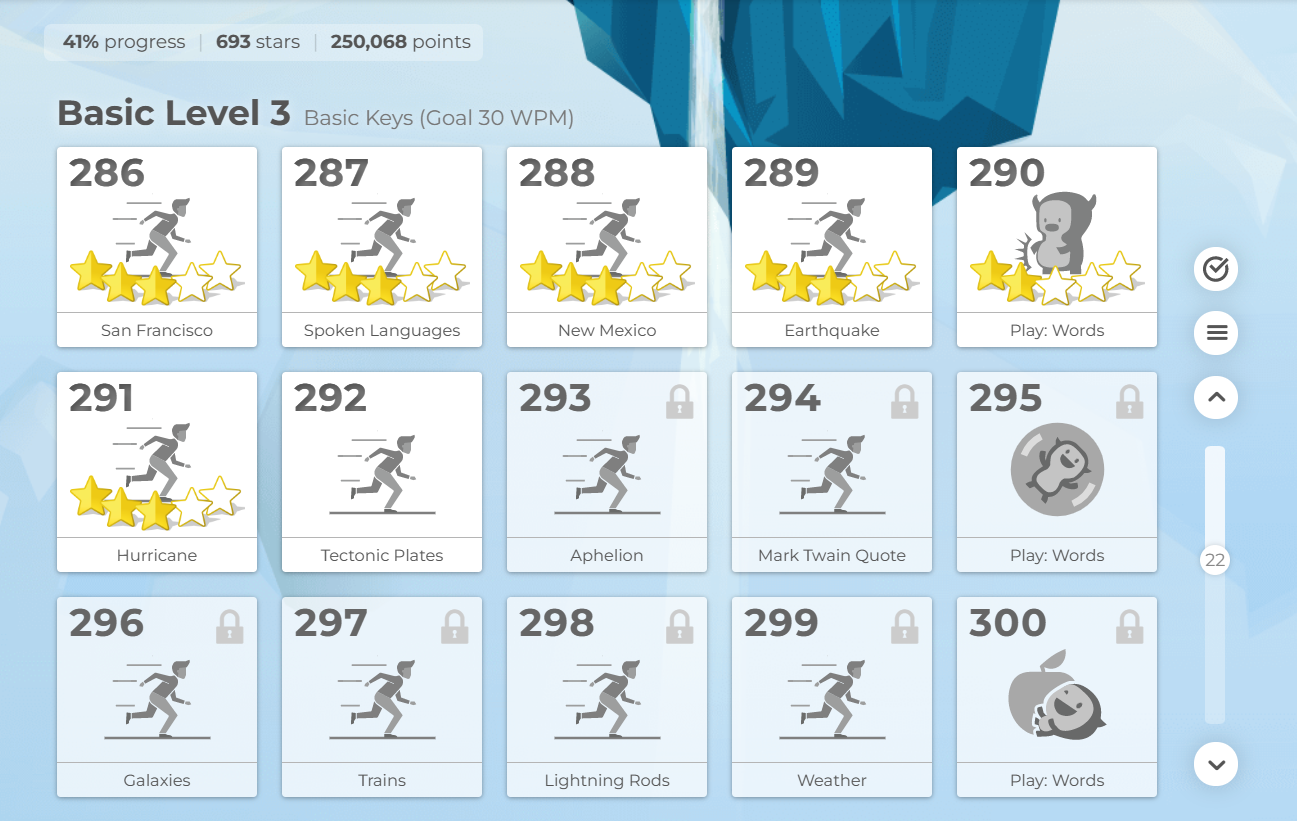 41% progress | 693 stars | 250,068 points
Basic Level 3 Basic Keys (Goal 30 WPM)
286
San Francisco
287
Spoken Languages
288
New Mexico
289
Earthquake
290
Play: Words
291
Hurricane
292
Tectonic Plates
293
Aphelion
294
Mark Twain Quote
295
Play: Words
296
Galaxies
297
Trains
298
Lightning Rods
299
Weather
300
Play: Words
22